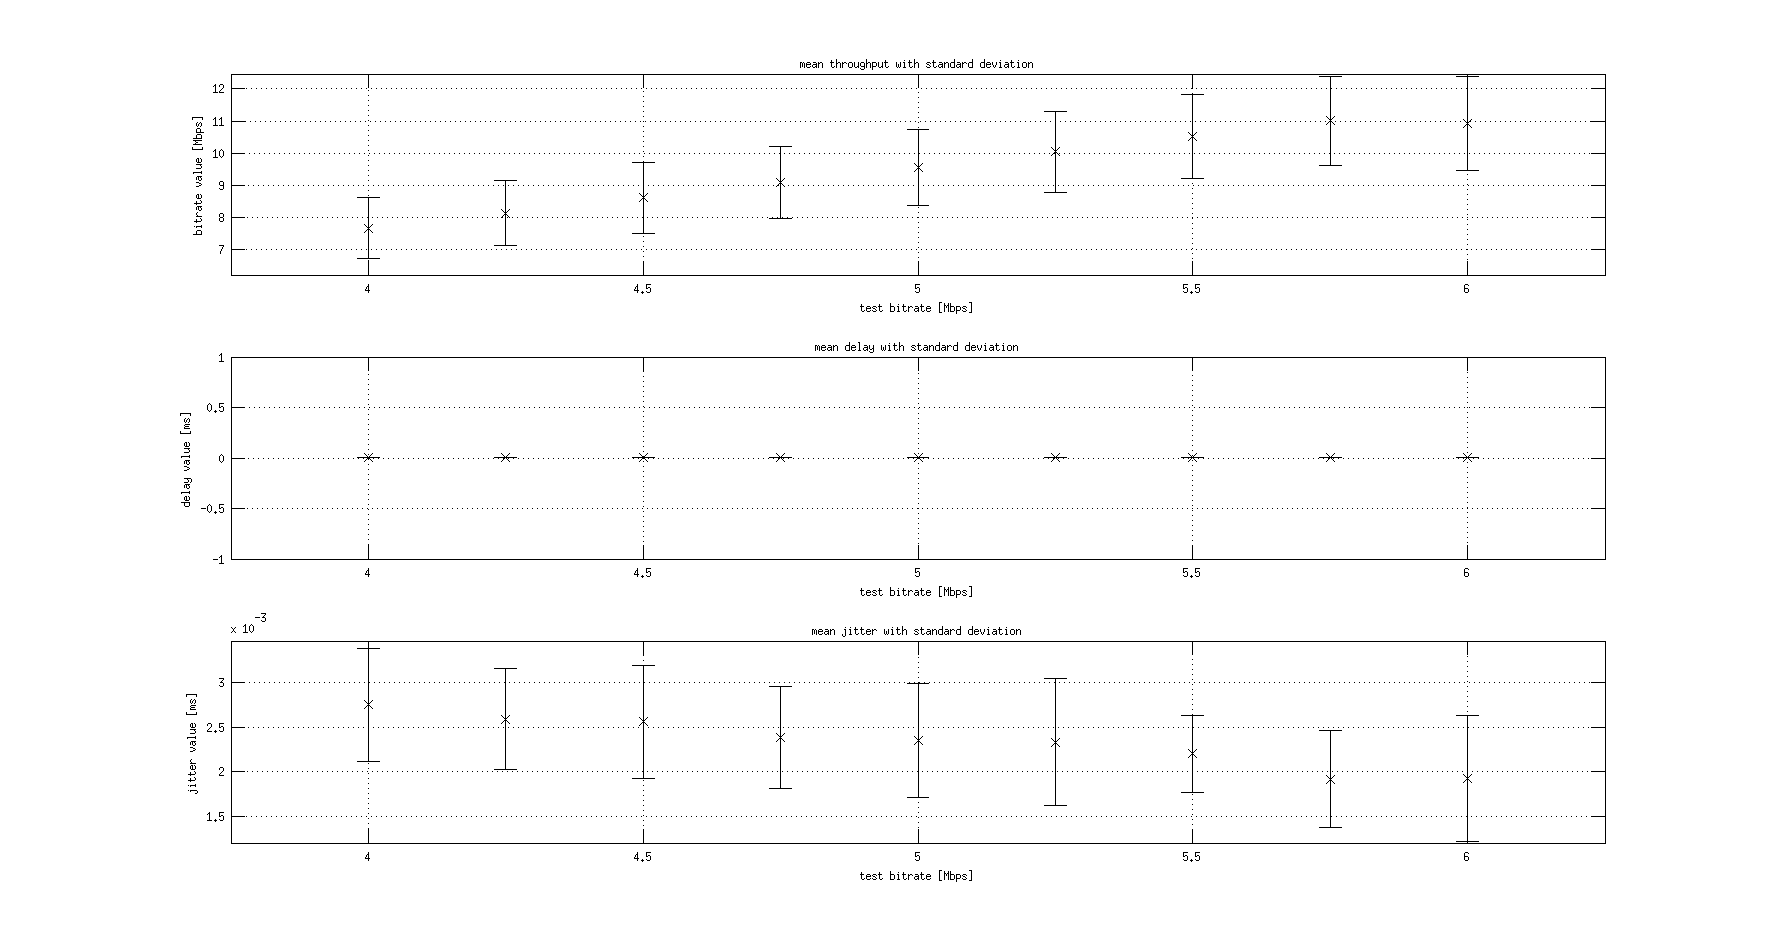 mean throughput with standard deviation
bitrate value [Mbps]
12
11
10
9
8
7
4 4.5 5 5.5 6
test bitrate [Mbps]
mean delay with standard deviation
delay value [ms]
1
0.5
0
-0.5
-1
4 4.5 5 5.5 6
test bitrate [Mbps]
x 10^-3
mean jitter with standard deviation
jitter value [ms]
3
2.5
2
1.5
4 4.5 5 5.5 6
test bitrate [Mbps]